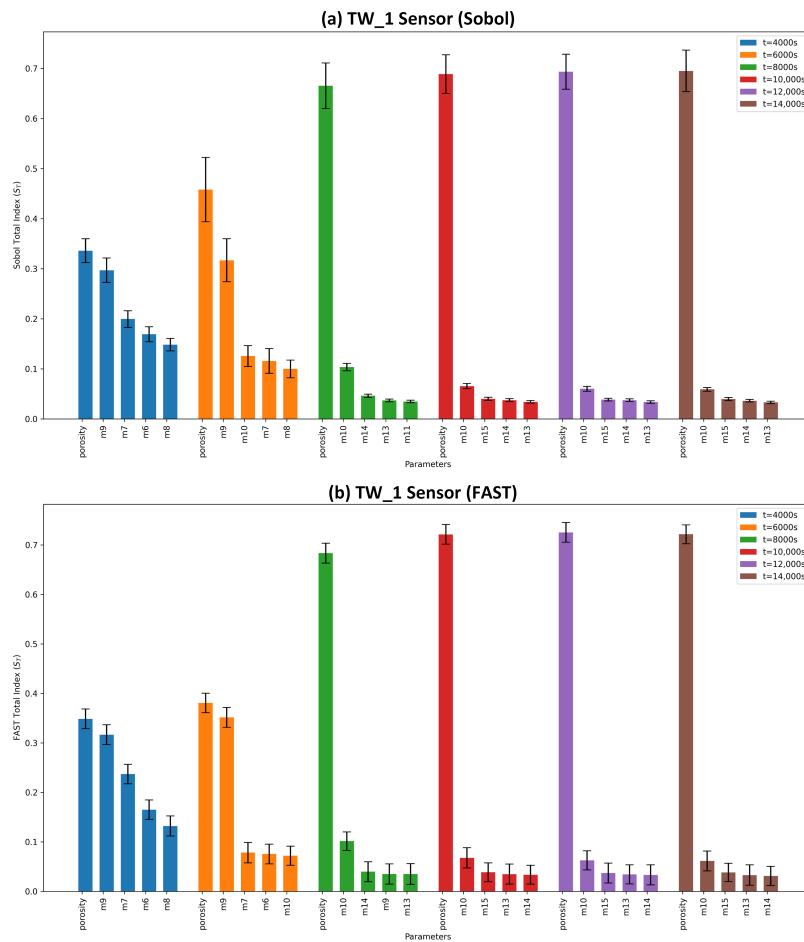 (a) TW_1 Sensor (Sobol)
t=4000s
t=6000s
t=8000s
t=10,000s
t=12,000s
t=14,000s
Sobol Total Index (S_T)
0.7
0.6
0.5
0.4
0.3
0.2
0.1
0.0
porosity m9 m7 m6 m8 porosity m9 m10 m7 m8 porosity m10 m14 m13 m11 porosity m10 m15 m14 m13 porosity m10 m15 m14 m13 porosity m10 m15 m14 m13
Parameters
(b) TW_1 Sensor (FAST)
t=4000s
t=6000s
t=8000s
t=10,000s
t=12,000s
t=14,000s
FAST Total Index (S_T)
0.7
0.6
0.5
0.4
0.3
0.2
0.1
0.0
porosity m9 m7 m6 m8 porosity m9 m7 m6 m10 porosity m10 m14 m9 m13 porosity m10 m15 m13 m14 porosity m10 m15 m13 m14 porosity m10 m15 m13 m14
Parameters